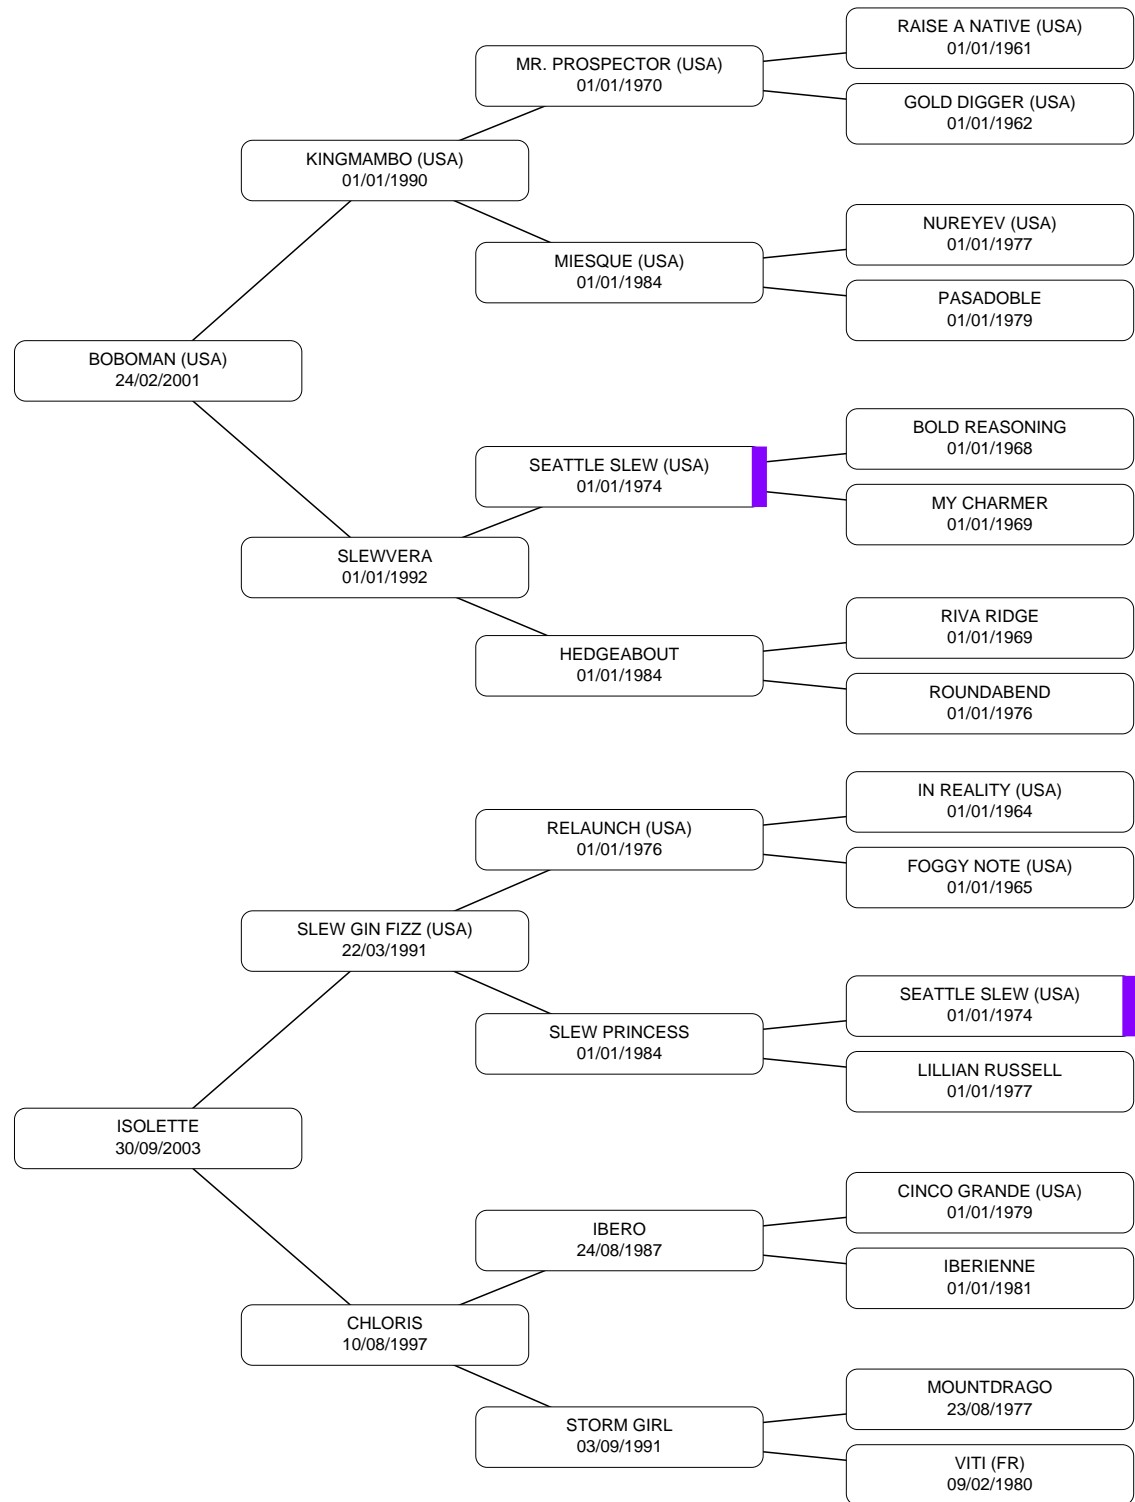 RAISE A NATIVE (USA)
01/01/1961
MR. PROSPECTOR (USA)
01/01/1970
GOLD DIGGER (USA)
01/01/1962
KINGMAMBO (USA)
01/01/1990
NUREYEV (USA)
01/01/1977
MIESQUE (USA)
01/01/1984
PASADOBLE
01/01/1979
BOBOMAN (USA)
24/02/2001
BOLD REASONING
01/01/1968
SEATTLE SLEW (USA)
01/01/1974
MY CHARMER
01/01/1969
SLEWVERA
01/01/1992
RIVA RIDGE
01/01/1969
HEDGEABOUT
01/01/1984
ROUNDABEND
01/01/1976
IN REALITY (USA)
01/01/1964
RELAUNCH (USA)
01/01/1976
FOGGY NOTE (USA)
01/01/1965
SLEW GIN FIZZ (USA)
22/03/1991
SEATTLE SLEW (USA)
01/01/1974
SLEW PRINCESS
01/01/1984
LILLIAN RUSSELL
01/01/1977
ISOLETTE
30/09/2003
CINCO GRANDE (USA)
01/01/1979
IBERO
24/08/1987
IBERIENNE
01/01/1981
CHLORIS
10/08/1997
MOUNTDRAGO
23/08/1977
STORM GIRL
03/09/1991
VITI (FR)
09/02/1980